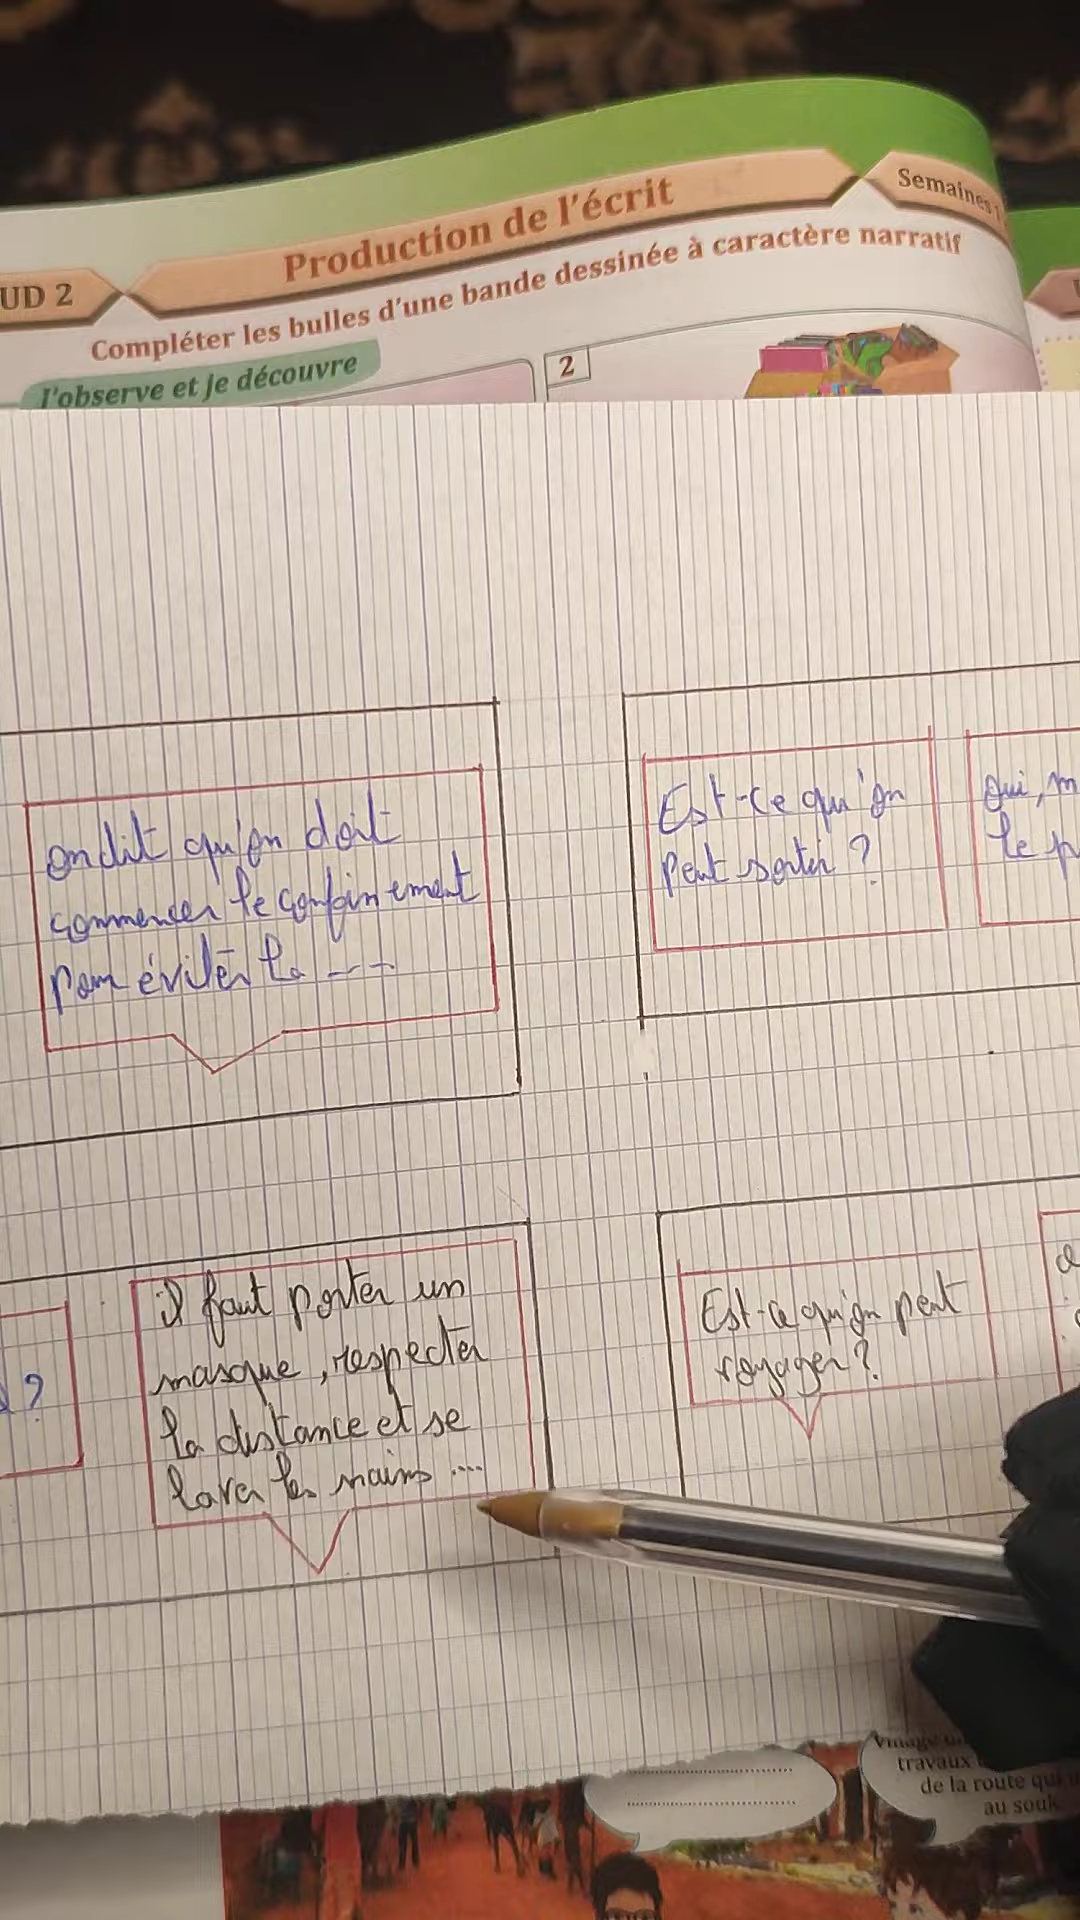 Production de l'écrit
Semaines 1
UD 2
Compléter les bulles d'une bande dessinée à caractère narratif
J'observe et je découvre
2
on dit qu'on doit
commencer le confinement
pour éviter la ---
Est-ce qu'on
peut sortir ?
oui, m
le p
?
il faut porter un
masque, respecter
la distance et se
laver les mains ....
Est-ce qu'on peut
voyager ?
travaux
de la route qui
au souk